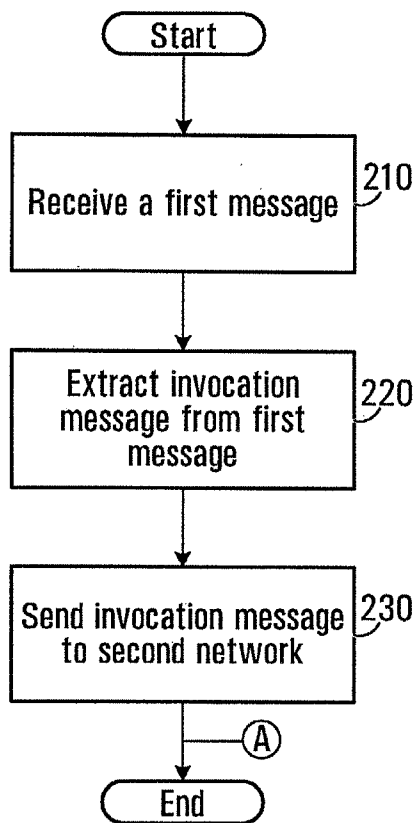 Start
Receive a first message
210
Extract invocation
message from first
message
220
Send invocation message
to second network
230
A
End